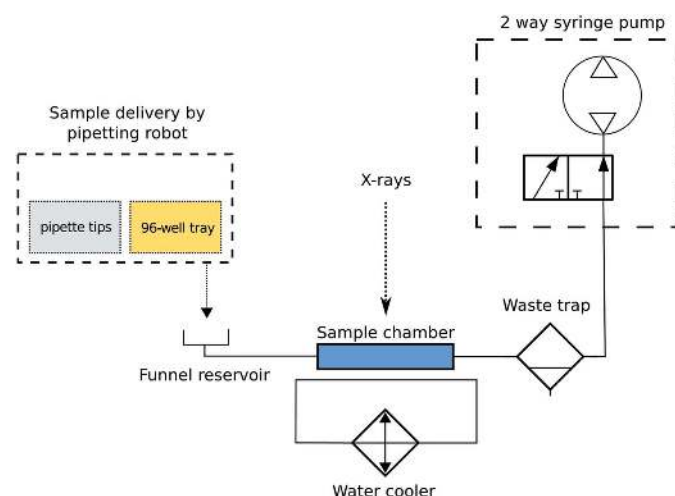 2 way syringe pump
Sample delivery by
pipetting robot
pipette tips
96-well tray
X-rays
Waste trap
Sample chamber
Funnel reservoir
Water cooler